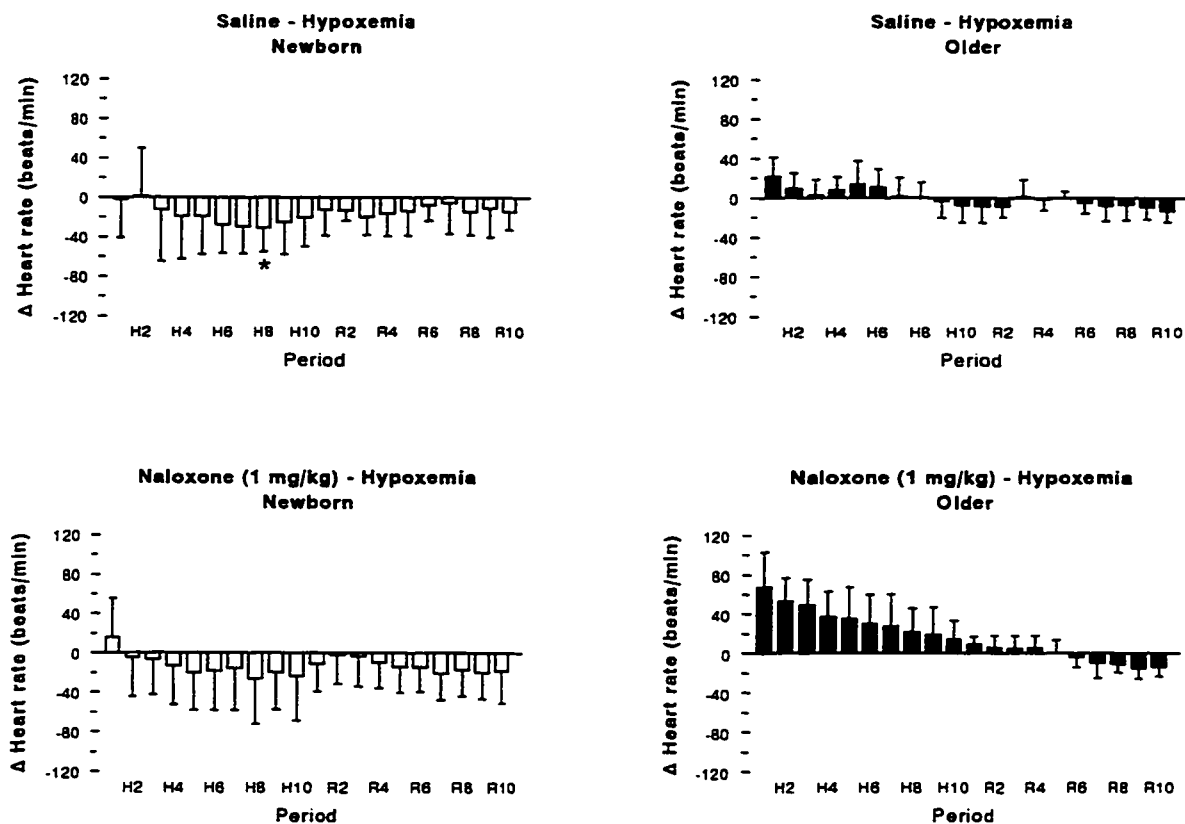 Saline - Hypoxemia
Newborn
120
80
40
0
-40
-80
-120
Δ Heart rate (beats/min)
*
H2 H4 H6 H8 H10 R2 R4 R6 R8 R10
Period
Saline - Hypoxemia
Older
120
80
40
0
-40
-80
-120
Δ Heart rate (beats/min)
H2 H4 H6 H8 H10 R2 R4 R6 R8 R10
Period
Naloxone (1 mg/kg) - Hypoxemia
Newborn
120
80
40
0
-40
-80
-120
Δ Heart rate (beats/min)
H2 H4 H6 H8 H10 R2 R4 R6 R8 R10
Period
Naloxone (1 mg/kg) - Hypoxemia
Older
120
80
40
0
-40
-80
-120
Δ Heart rate (beats/min)
H2 H4 H6 H8 H10 R2 R4 R6 R8 R10
Period